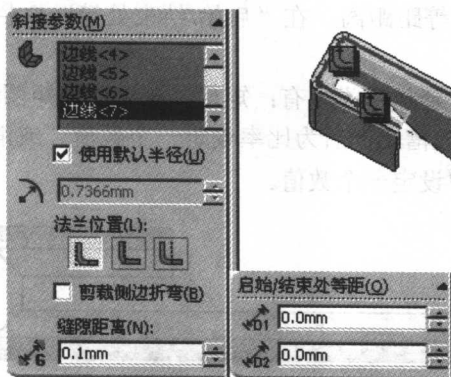 斜接参数(M)
边线<4>
边线<5>
边线<6>
边线<7>
使用默认半径(U)
0.7366mm
法兰位置(L):
剪裁侧边折弯(B)
缝隙距离(N):
G
0.1mm
启始/结束处等距(O)
D1
0.0mm
D2
0.0mm